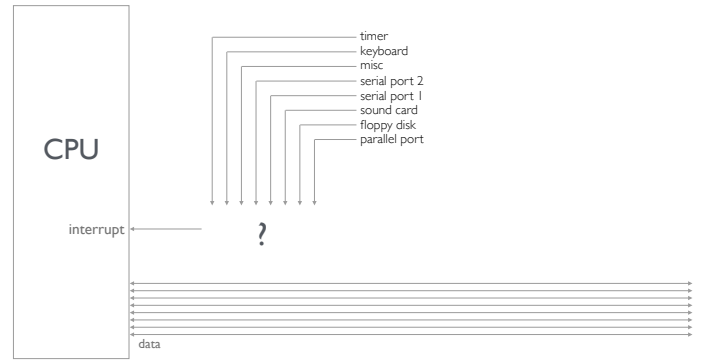 timer
keyboard
misc
serial port 2
serial port 1
sound card
floppy disk
parallel port
CPU
interrupt
?
data